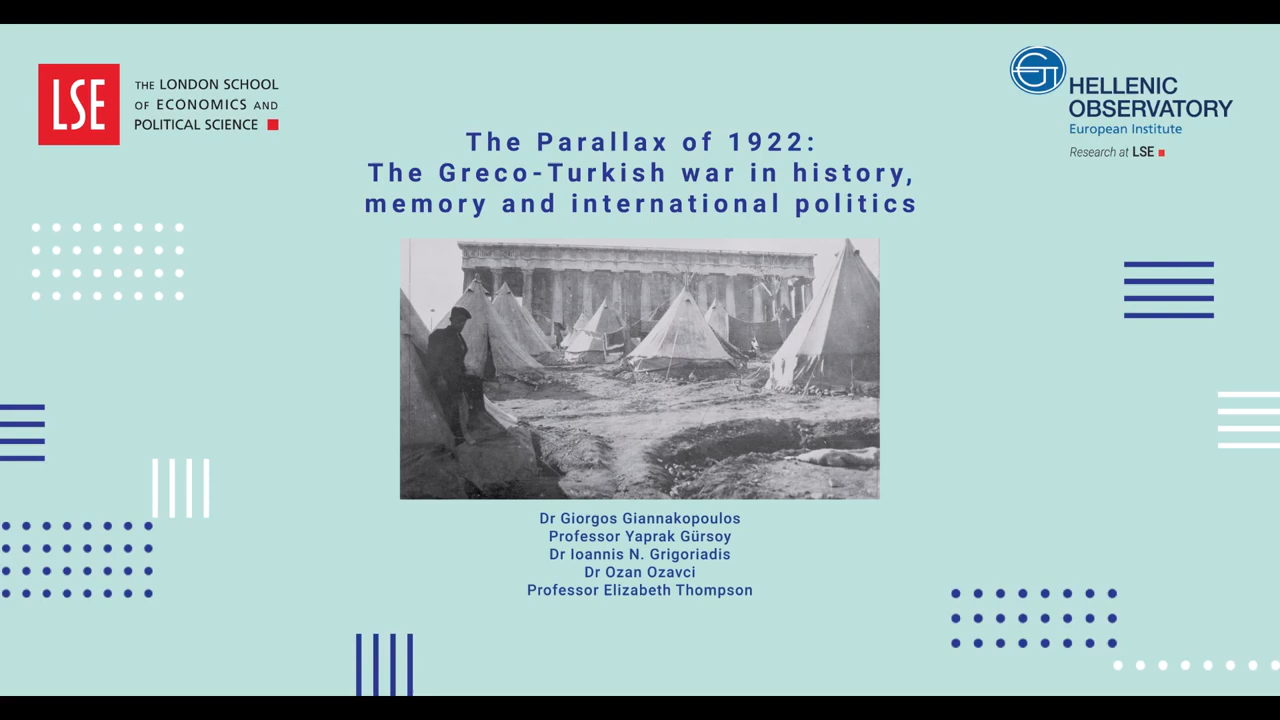 LSE
THE LONDON SCHOOL
OF ECONOMICS AND
POLITICAL SCIENCE
HELLENIC
OBSERVATORY
European Institute
Research at LSE
The Parallax of 1922:
The Greco-Turkish war in history,
memory and international politics
Dr Giorgos Giannakopoulos
Professor Yaprak Gürsoy
Dr Ioannis N. Grigoriadis
Dr Ozan Ozavci
Professor Elizabeth Thompson